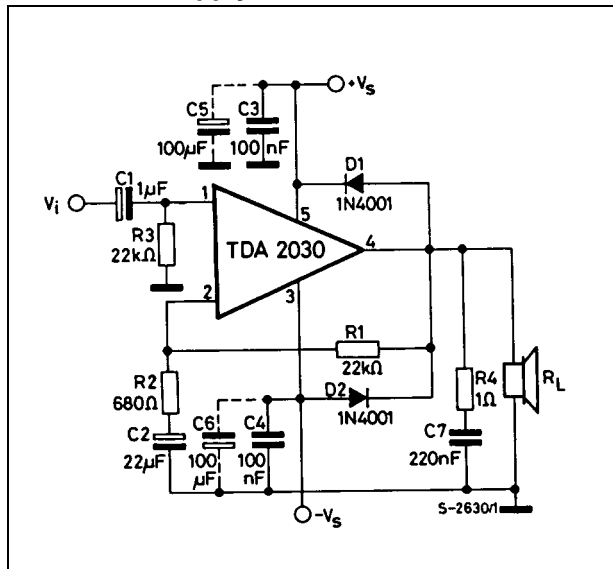 +Vs
C5
C3
100µF
100nF
D1
1N4001
C1
1µF
Vi
1
5
TDA 2030
4
R3
22kΩ
2
3
R1
22kΩ
R2
680Ω
D2
1N4001
R4
1Ω
RL
C6
C4
C2
22µF
100
µF
100
nF
C7
220nF
S-2630/1
-Vs